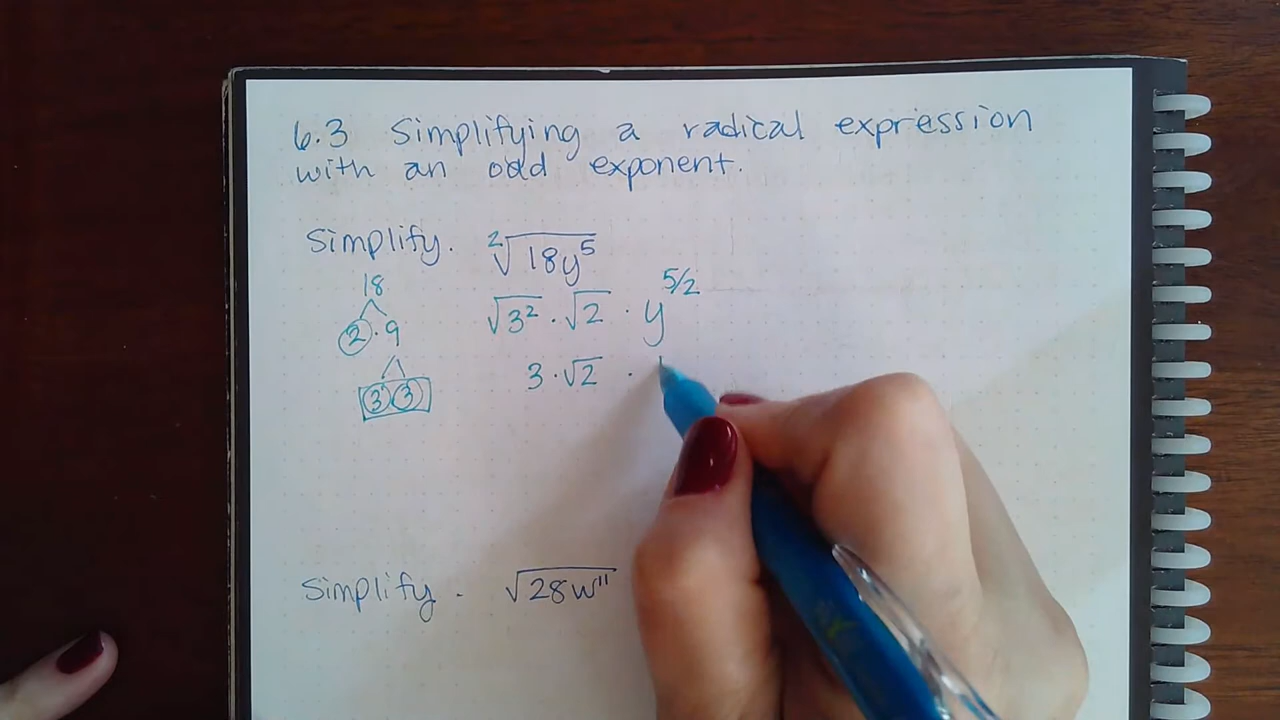 6.3 Simplifying a radical expression
with an odd exponent.
Simplify. ²√18y⁵
18
2 · 9
3 3
√3² · √2 · y^5/2
3 · √2 ·
Simplify. √28w¹¹